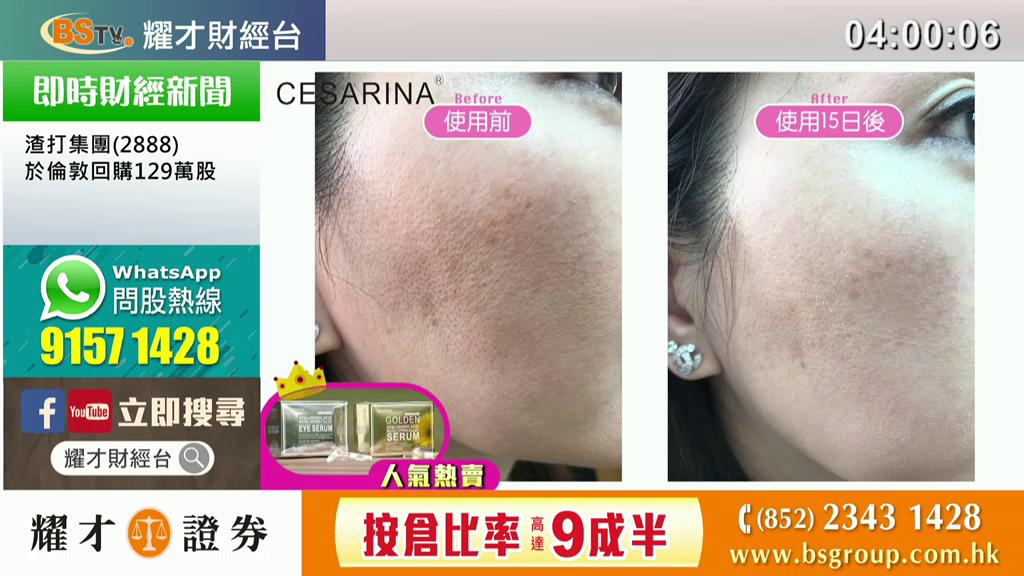 BSTV 耀才財經台
04:00:06
即時財經新聞
渣打集團(2888)
於倫敦回購129萬股
WhatsApp
問股熱線
9157 1428
YouTube 立即搜尋
耀才財經台
CESARINA®
Before
使用前
After
使用15日後
EYE SERUM
GOLDEN
SERUM
人氣熱賣
耀才證券
按倉比率高達9成半
(852) 2343 1428
www.bsgroup.com.hk